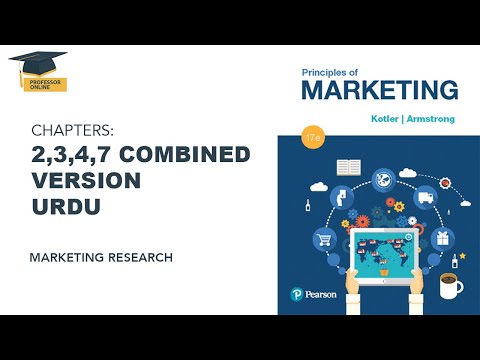 PROFESSOR
ONLINE
CHAPTERS:
2,3,4,7 COMBINED
VERSION
URDU
MARKETING RESEARCH
Principles of
MARKETING
Kotler | Armstrong
17e
Pearson